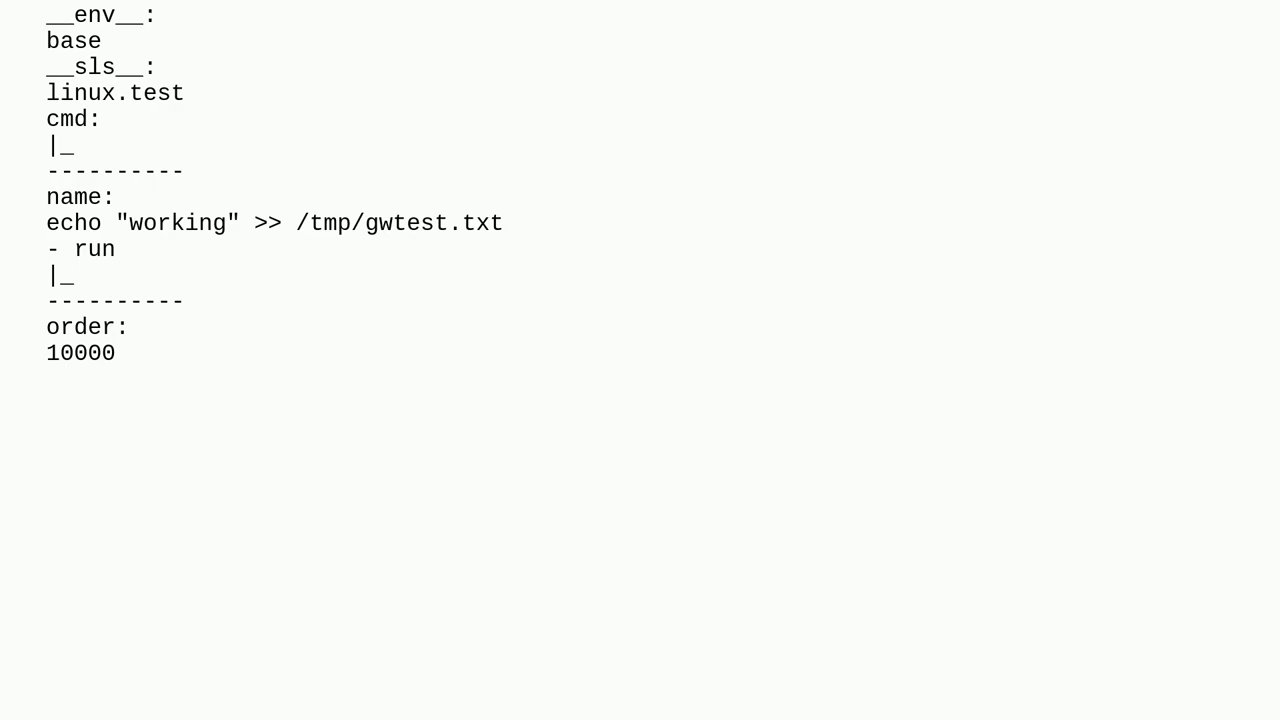 __env__:
base
__sls__:
linux.test
cmd:
|_
----------
name:
echo "working" >> /tmp/gwtest.txt
- run
|_
----------
order:
10000